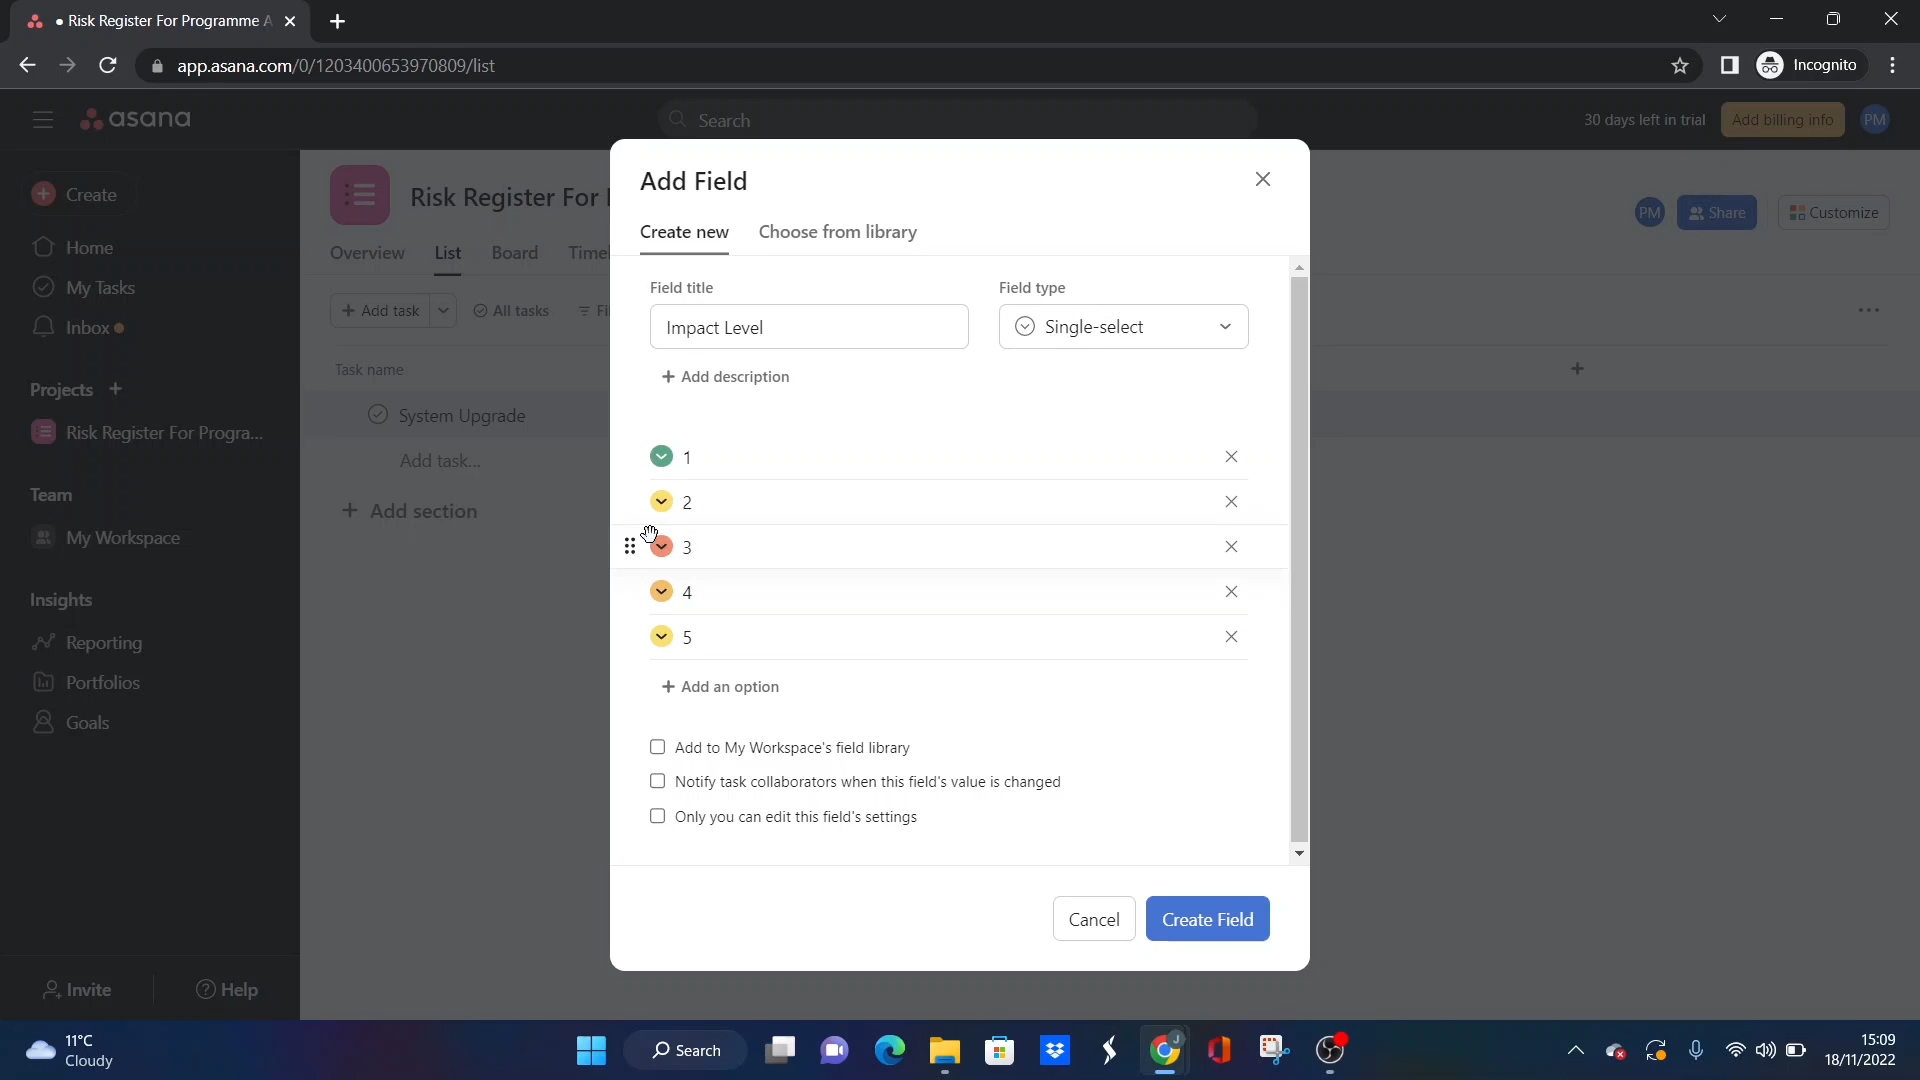 Risk Register For Programme A
app.asana.com/0/1203400653970809/list
Incognito
asana
Search
30 days left in trial
Add billing info
PM
Create
Home
My Tasks
Inbox
Projects
Risk Register For Progra...
Team
My Workspace
Insights
Reporting
Portfolios
Goals
Invite
Help
Risk Register For
PM
Share
Customize
Overview
List
Board
Add task
All tasks
Task name
System Upgrade
Add task...
Add section
Add Field
Create new
Choose from library
Field title
Field type
Impact Level
Single-select
Add description
1
2
3
4
5
Add an option
Add to My Workspace's field library
Notify task collaborators when this field's value is changed
Only you can edit this field's settings
Cancel
Create Field
11°C
Cloudy
Search
J
15:09
18/11/2022